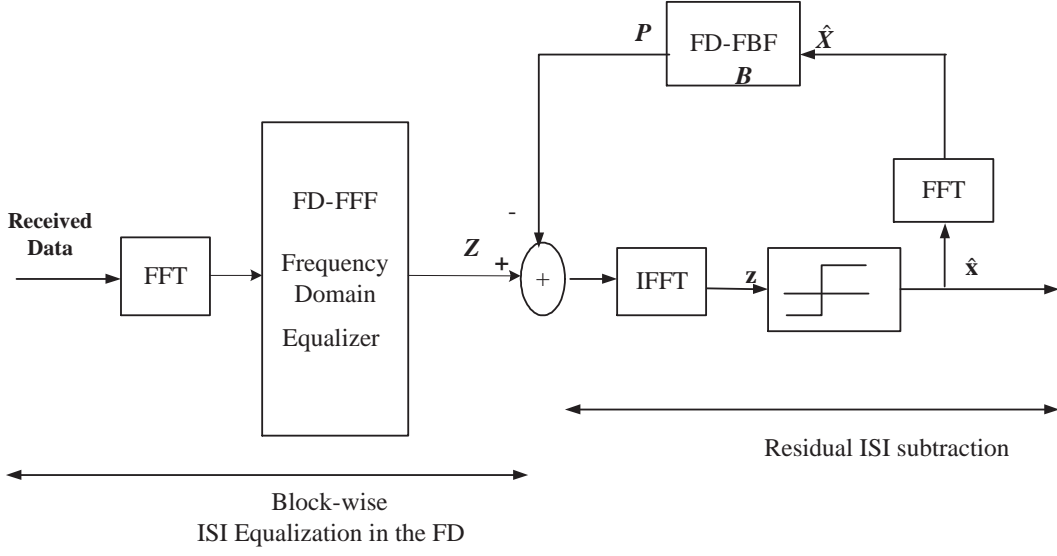 P
FD-FBF
B
X̂
Received
Data
FFT
FD-FFF
Frequency
Domain
Equalizer
-
Z
+
+
IFFT
z
FFT
x̂
Residual ISI subtraction
Block-wise
ISI Equalization in the FD